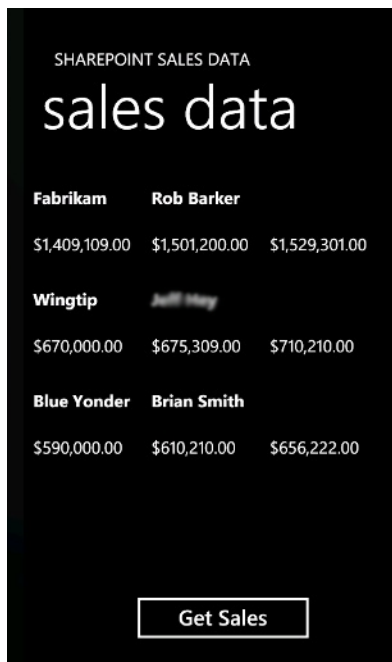 SHAREPOINT SALES DATA
sales data
Fabrikam Rob Barker
$1,409,109.00 $1,501,200.00 $1,529,301.00
Wingtip
$670,000.00 $675,309.00 $710,210.00
Blue Yonder Brian Smith
$590,000.00 $610,210.00 $656,222.00
Get Sales